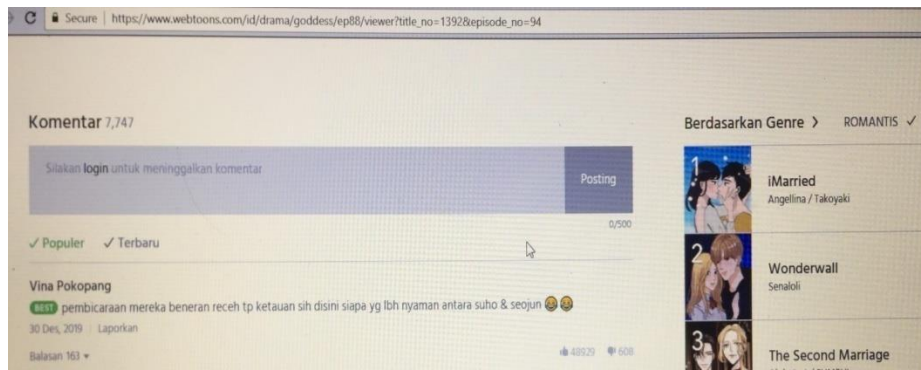 Secure | https://www.webtoons.com/id/drama/goddess/ep88/viewer?title_no=1392&episode_no=94
Komentar 7,747
Silakan login untuk meninggalkan komentar
Posting
0/500
✓ Populer ✓ Terbaru
Vina Pokopang
BEST pembicaraan mereka beneran receh tp ketauan sih disini siapa yg lbh nyaman antara suho & seojun 😂😂
30 Des, 2019 | Laporkan
Balasan 163 ▾
48929 608
Berdasarkan Genre > ROMANTIS ✓
1
iMarried
Angellina / Takoyaki
2
Wonderwall
Senaloli
3
The Second Marriage